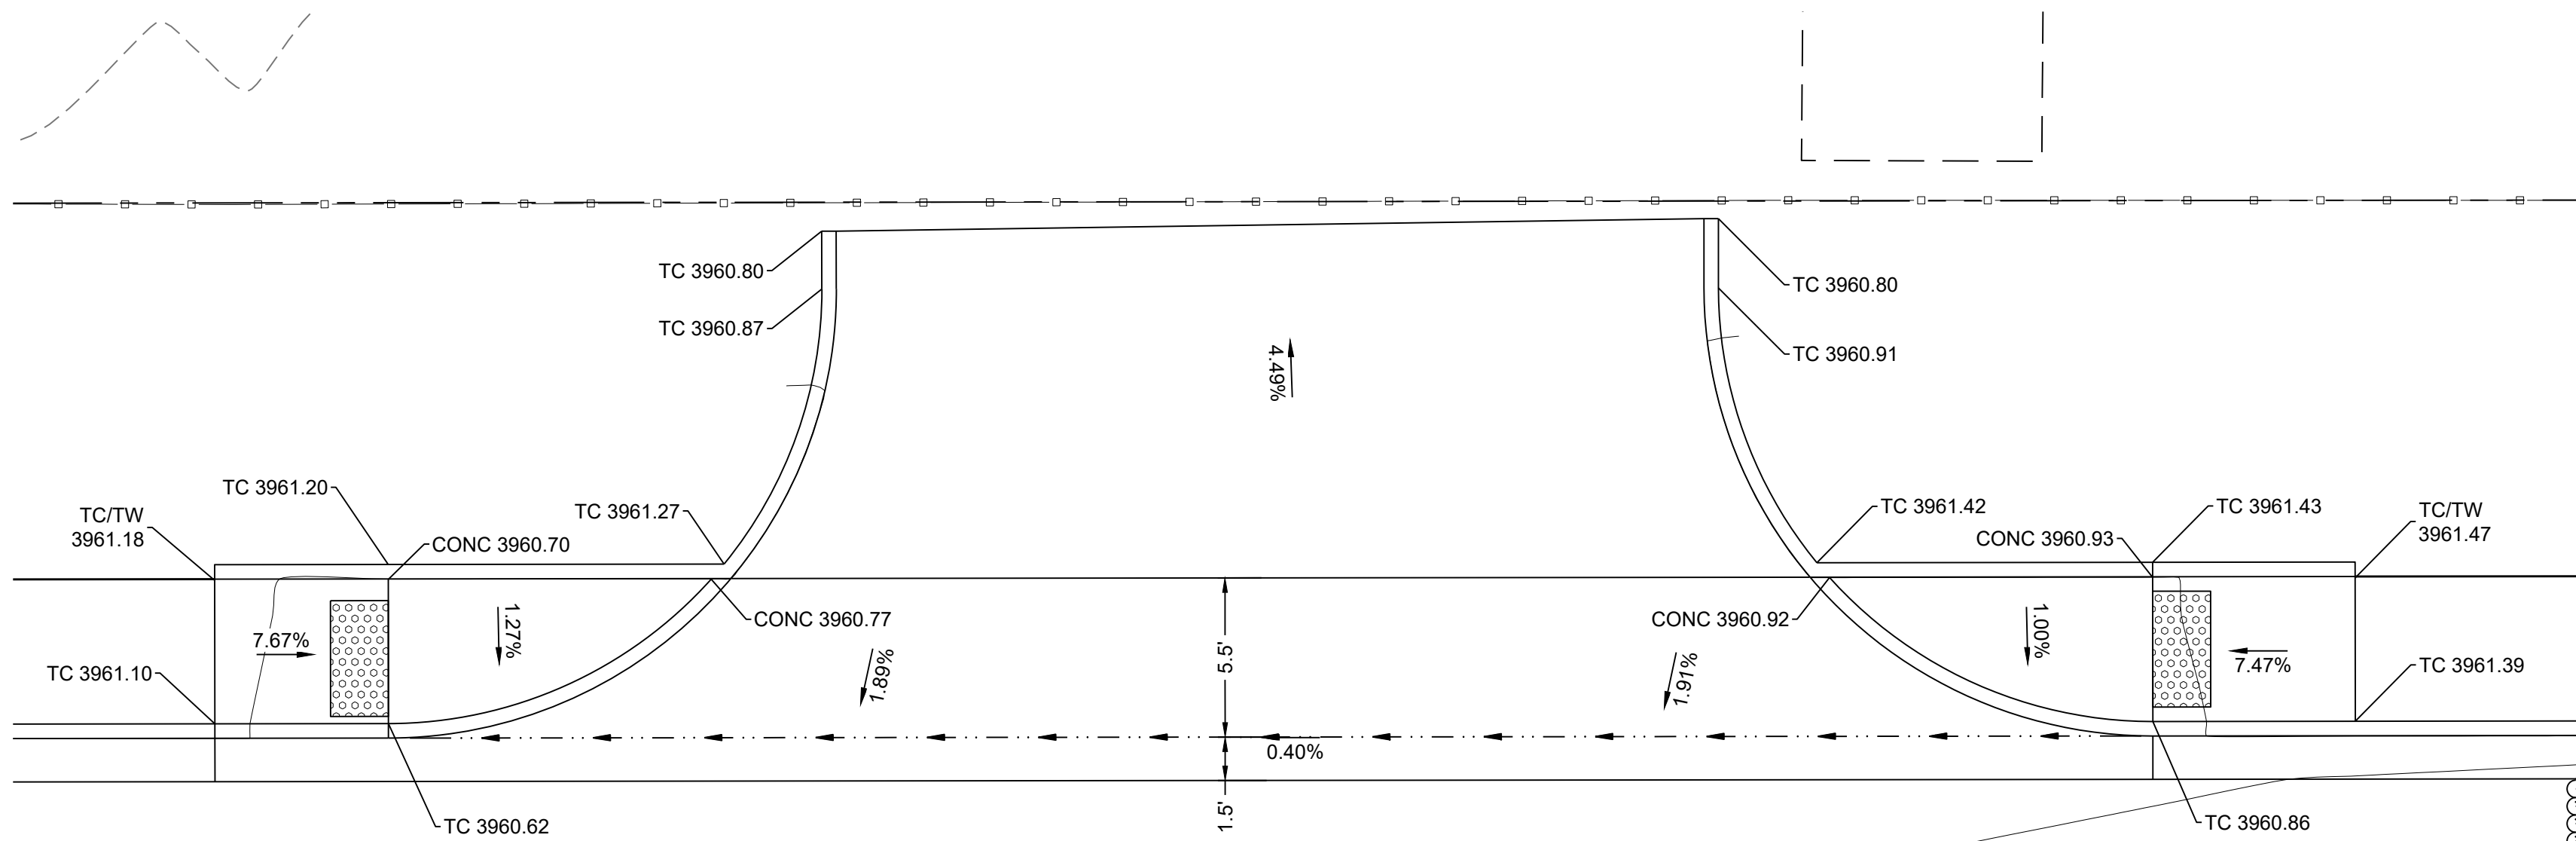 TC 3960.80
TC 3960.87
TC 3960.80
TC 3960.91
4.49%
TC 3961.20
TC 3961.27
TC/TW
3961.18
CONC 3960.70
TC 3961.42
TC 3961.43
CONC 3960.93
TC/TW
3961.47
7.67%
1.27%
CONC 3960.77
1.89%
5.5'
CONC 3960.92
1.91%
1.00%
7.47%
TC 3961.10
TC 3961.39
0.40%
1.5'
TC 3960.62
TC 3960.86